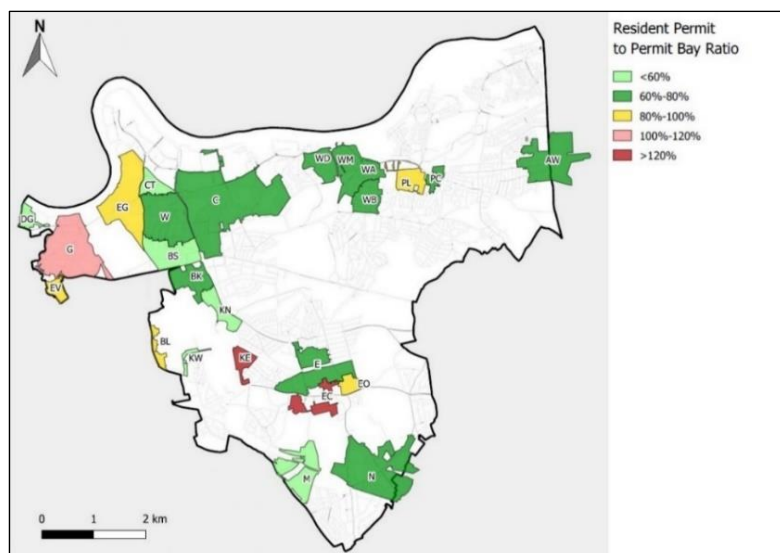 N
Resident Permit
to Permit Bay Ratio
<60%
60%-80%
80%-100%
100%-120%
>120%
WD
WM
WA
AW
CT
PL
PC
C
WB
EG
W
DG
G
BS
BK
EV
KN
BL
KW
KE
E
EO
EC
M
N
0 1 2 km